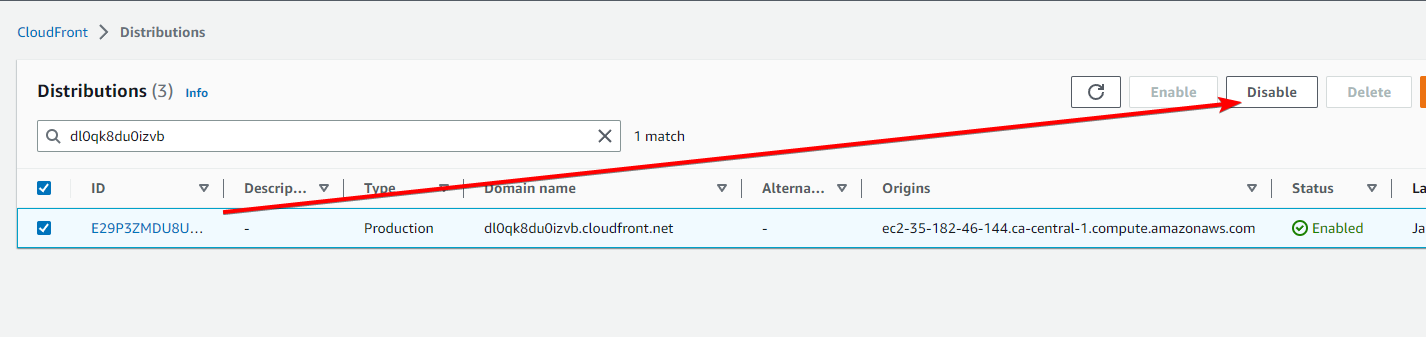 CloudFront > Distributions
Distributions (3) Info
Enable Disable Delete
dl0qk8du0izvb 1 match
ID Descrip... Type Domain name Alterna... Origins Status La
E29P3ZMDU8U... - Production dl0qk8du0izvb.cloudfront.net - ec2-35-182-46-144.ca-central-1.compute.amazonaws.com Enabled Ja